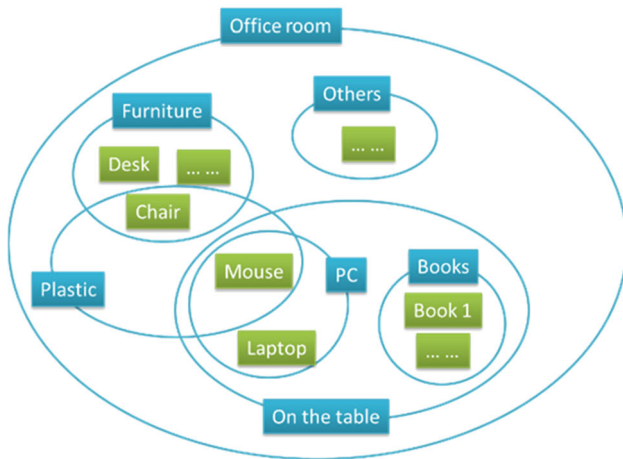 Office room
Others
Furniture
... ...
Desk
... ...
Chair
Mouse
PC
Books
Plastic
Book 1
Laptop
... ...
On the table